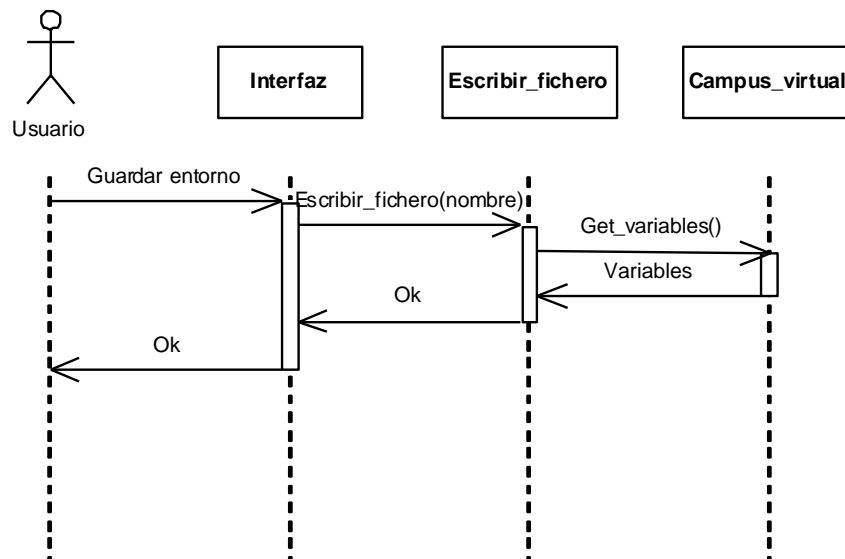 Interfaz
Escribir_fichero
Campus_virtual
Usuario
Guardar entorno
Escribir_fichero(nombre)
Get_variables()
Variables
Ok
Ok